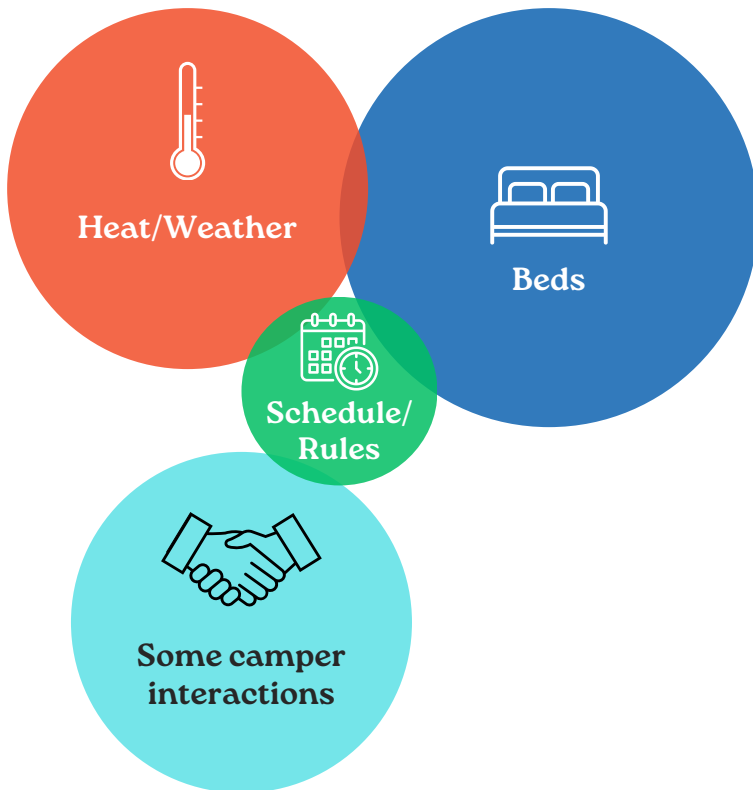 Heat/Weather
Beds
Schedule/
Rules
Some camper
interactions